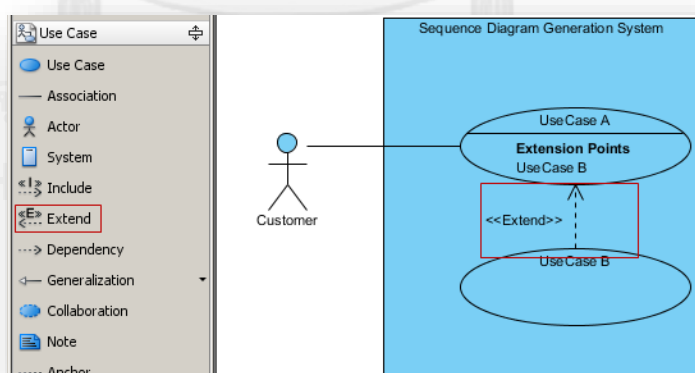 Use Case
Use Case
Association
Actor
System
«I»
Include
«E»
Extend
Dependency
Generalization
Collaboration
Note
Anchor
Sequence Diagram Generation System
UseCase A
Extension Points
UseCase B
<<Extend>>
UseCase B
Customer